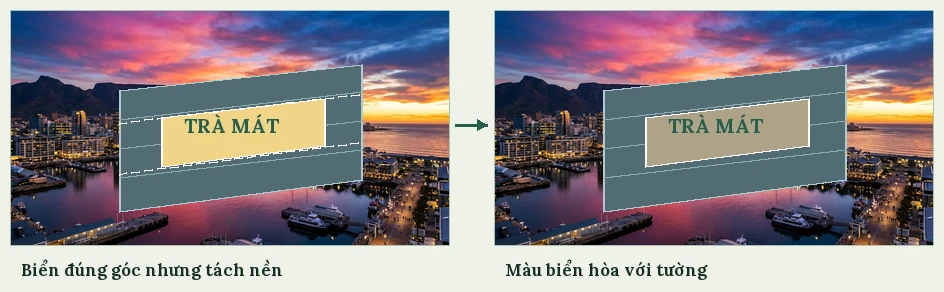 TRÀ MÁT
TRÀ MÁT
Biển đúng góc nhưng tách nền
Màu biển hòa với tường